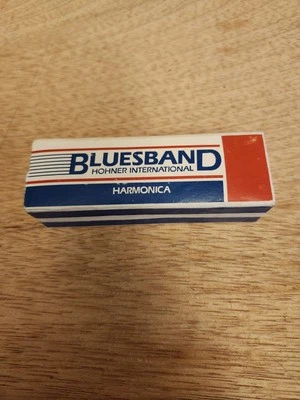 BLUESBAND
HOHNER INTERNATIONAL
HARMONICA